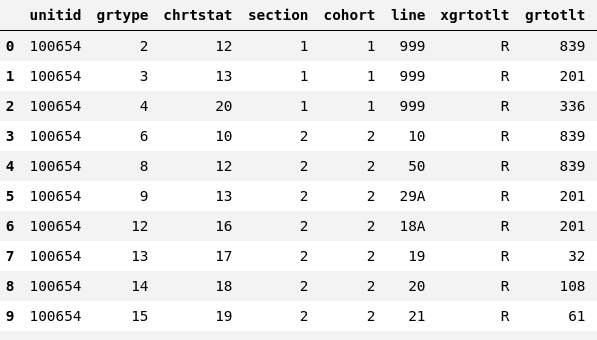 unitid grtype chrtstat section cohort line xgrtotlt grtotlt
0 100654 2 12 1 1 999 R 839
1 100654 3 13 1 1 999 R 201
2 100654 4 20 1 1 999 R 336
3 100654 6 10 2 2 10 R 839
4 100654 8 12 2 2 50 R 839
5 100654 9 13 2 2 29A R 201
6 100654 12 16 2 2 18A R 201
7 100654 13 17 2 2 19 R 32
8 100654 14 18 2 2 20 R 108
9 100654 15 19 2 2 21 R 61